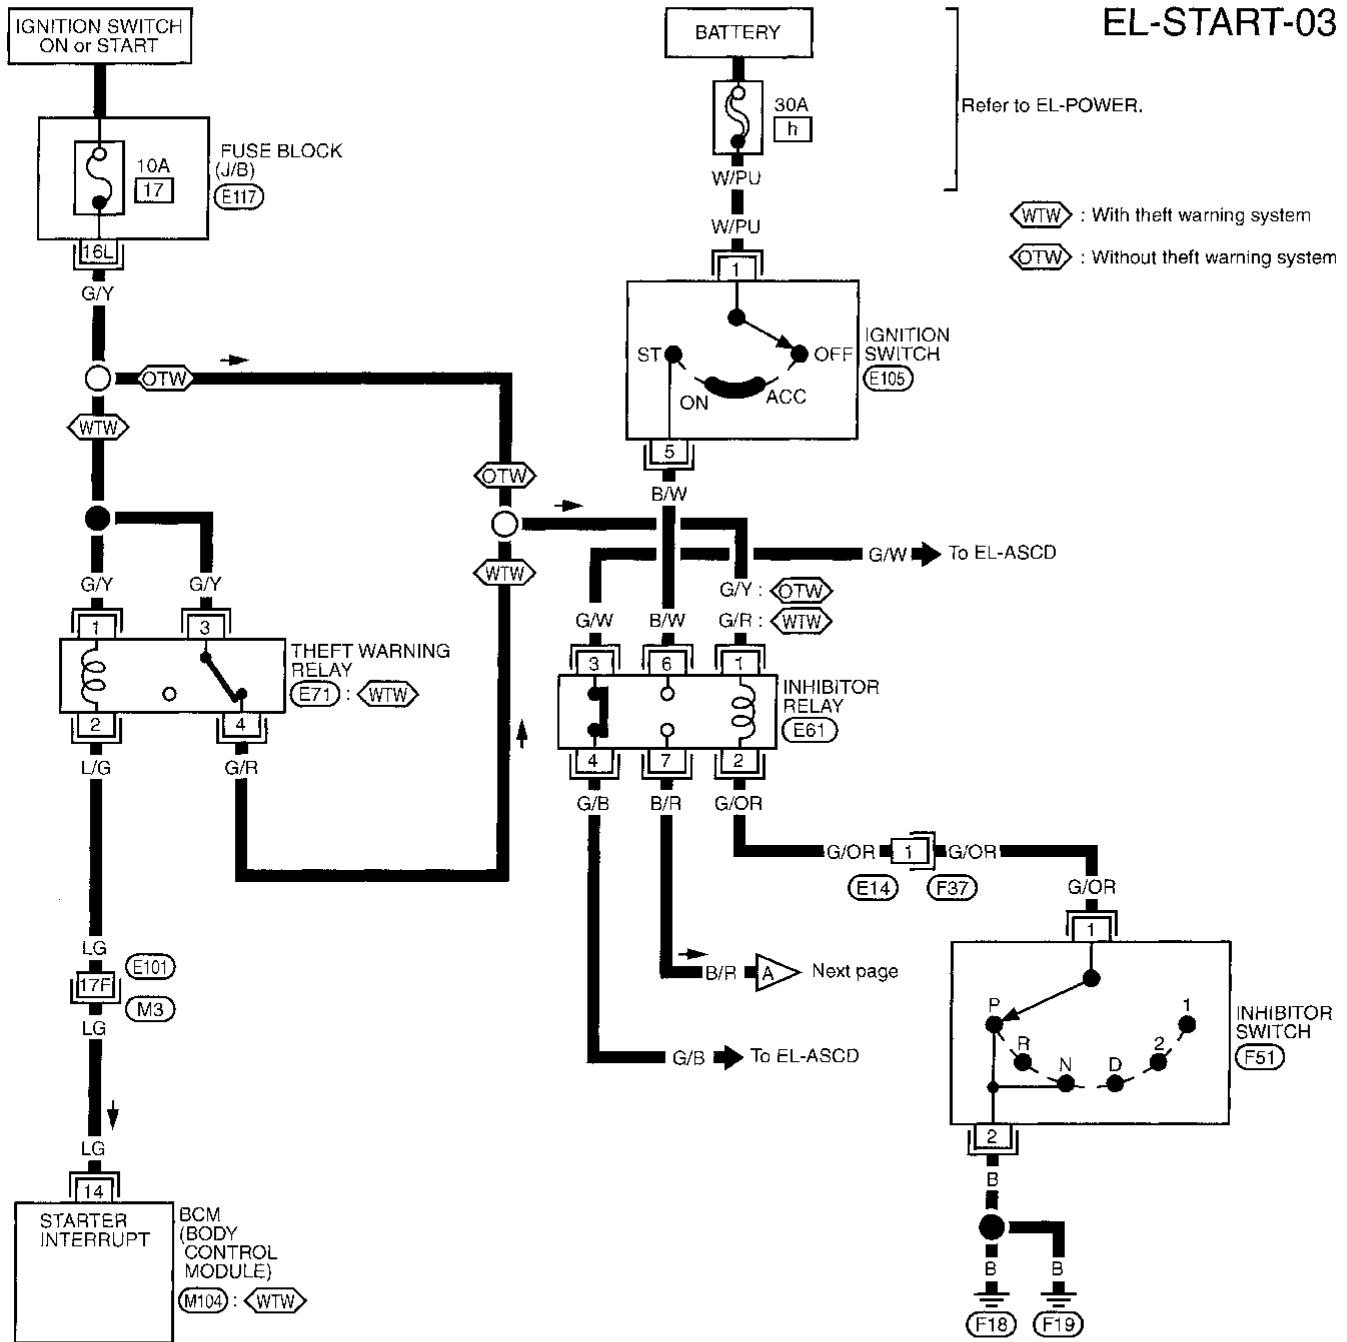 EL-START-03
IGNITION SWITCH
ON or START
BATTERY
Refer to EL-POWER.
30A
h
W/PU
W/PU
10A
17
FUSE BLOCK
(J/B)
E117
16L
G/Y
WTW : With theft warning system
OTW : Without theft warning system
1
ST
OFF
ON
ACC
IGNITION
SWITCH
E105
5
B/W
OTW
WTW
OTW
WTW
G/W To EL-ASCD
G/Y
G/Y
G/Y : OTW
G/W
B/W
G/R : WTW
1
3
THEFT WARNING
RELAY
E71 : WTW
2
4
L/G
G/R
3
6
1
INHIBITOR
RELAY
E61
4
7
2
G/B
B/R
G/OR
G/OR
1
G/OR
E14
F37
G/OR
1
LG
17F
E101
M3
LG
B/R
A
Next page
G/B
To EL-ASCD
P
R
N
D
2
1
INHIBITOR
SWITCH
F51
2
B
B
B
F18
F19
LG
14
STARTER
INTERRUPT
BCM
(BODY
CONTROL
MODULE)
M104 : WTW